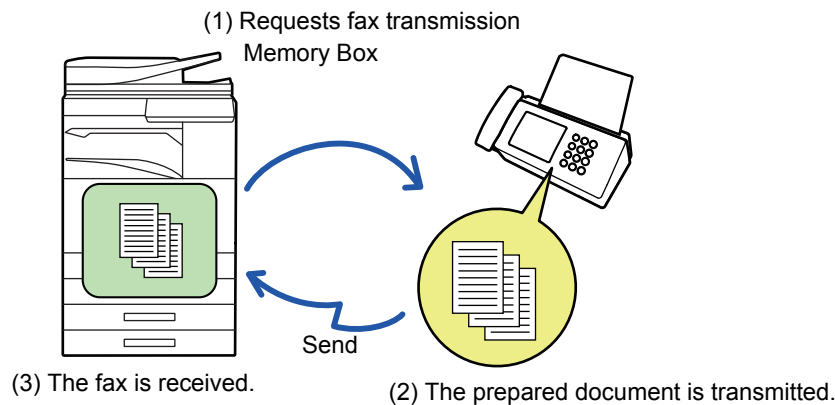 (1) Requests fax transmission
Memory Box
Send
(3) The fax is received.
(2) The prepared document is transmitted.